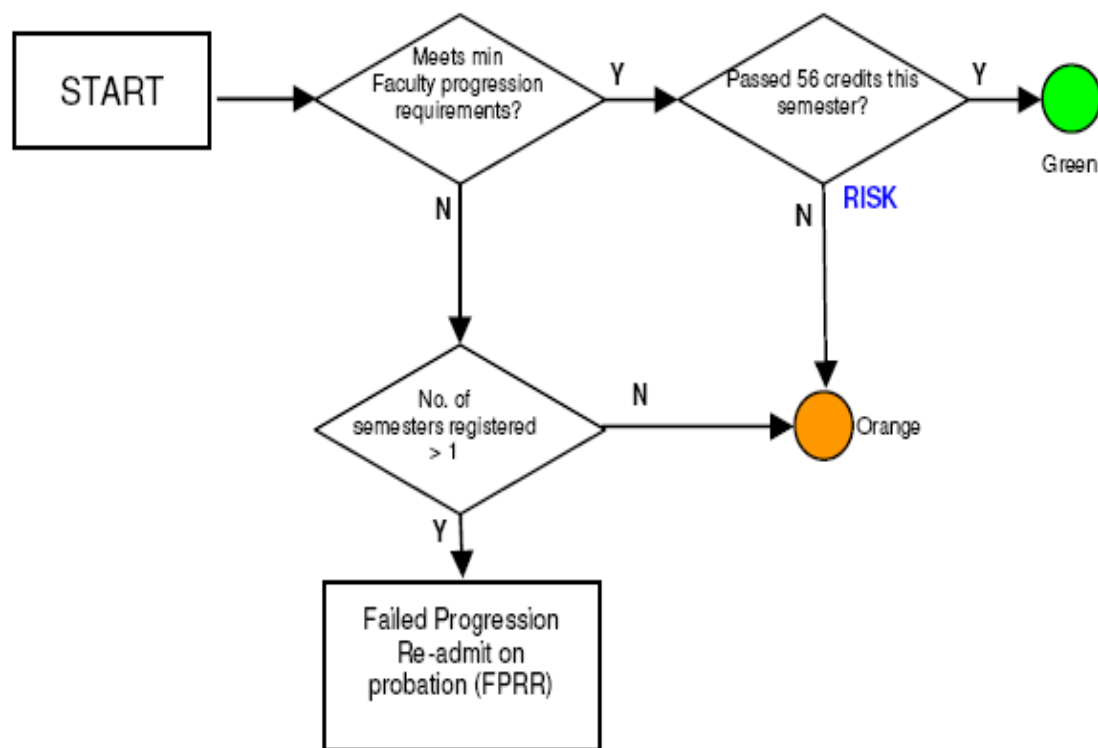 START
Meets min
Faculty progression
requirements?
Y
Passed 56 credits this
semester?
Y
Green
N
N
RISK
No. of
semesters registered
> 1
N
Orange
Y
Failed Progression
Re-admit on
probation (FPRR)